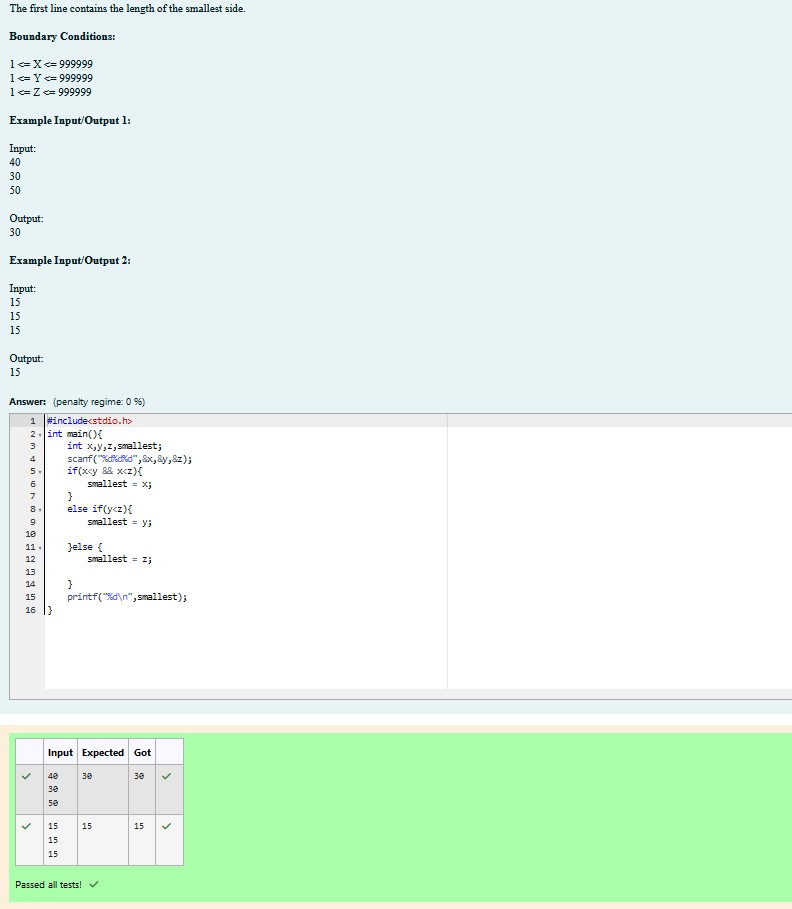 The first line contains the length of the smallest side.
Boundary Conditions:
1 <= X <= 999999
1 <= Y <= 999999
1 <= Z <= 999999
Example Input/Output 1:
Input:
40
30
50
Output:
30
Example Input/Output 2:
Input:
15
15
15
Output:
15
Answer: (penalty regime: 0 %)
1 #include<stdio.h>
2 int main(){
3 int x,y,z,smallest;
4 scanf("%d%d%d",&x,&y,&z);
5 if(x<y && x<z){
6 smallest = x;
7 }
8 else if(y<z){
9 smallest = y;
10
11 }else {
12 smallest = z;
13
14 }
15 printf("%d\n",smallest);
16 }
Input Expected Got
40 30 30
30
50
15 15 15
15
15
Passed all tests!